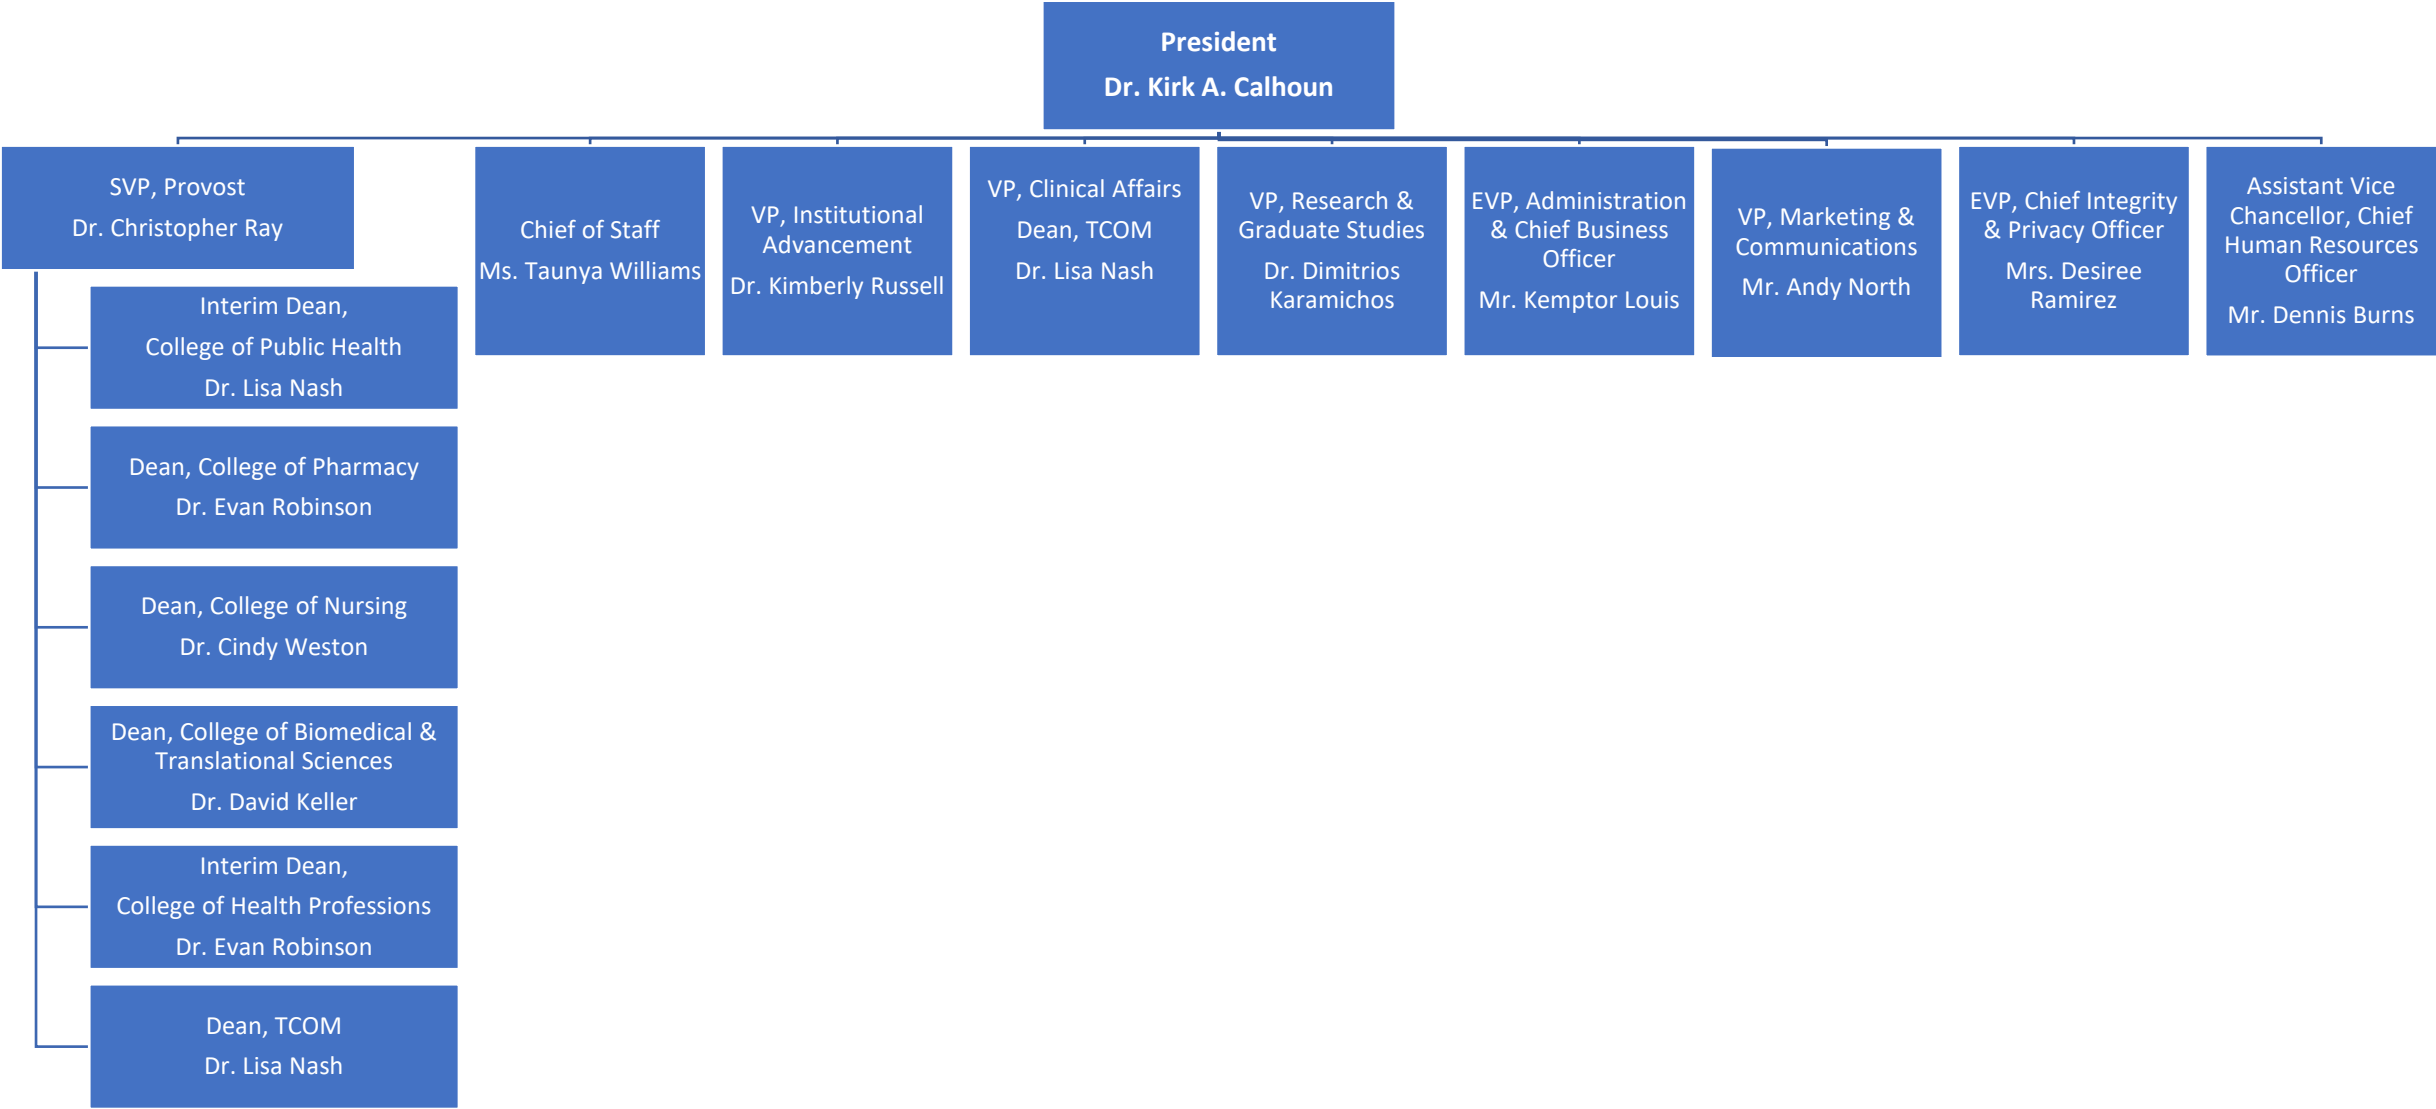 President
Dr. Kirk A. Calhoun
SVP, Provost
Dr. Christopher Ray
Chief of Staff
Ms. Taunya Williams
VP, Institutional
Advancement
Dr. Kimberly Russell
VP, Clinical Affairs
Dean, TCOM
Dr. Lisa Nash
VP, Research &
Graduate Studies
Dr. Dimitrios
Karamichos
EVP, Administration
& Chief Business
Officer
Mr. Kemptor Louis
VP, Marketing &
Communications
Mr. Andy North
EVP, Chief Integrity
& Privacy Officer
Mrs. Desiree
Ramirez
Assistant Vice
Chancellor, Chief
Human Resources
Officer
Mr. Dennis Burns
Interim Dean,
College of Public Health
Dr. Lisa Nash
Dean, College of Pharmacy
Dr. Evan Robinson
Dean, College of Nursing
Dr. Cindy Weston
Dean, College of Biomedical &
Translational Sciences
Dr. David Keller
Interim Dean,
College of Health Professions
Dr. Evan Robinson
Dean, TCOM
Dr. Lisa Nash